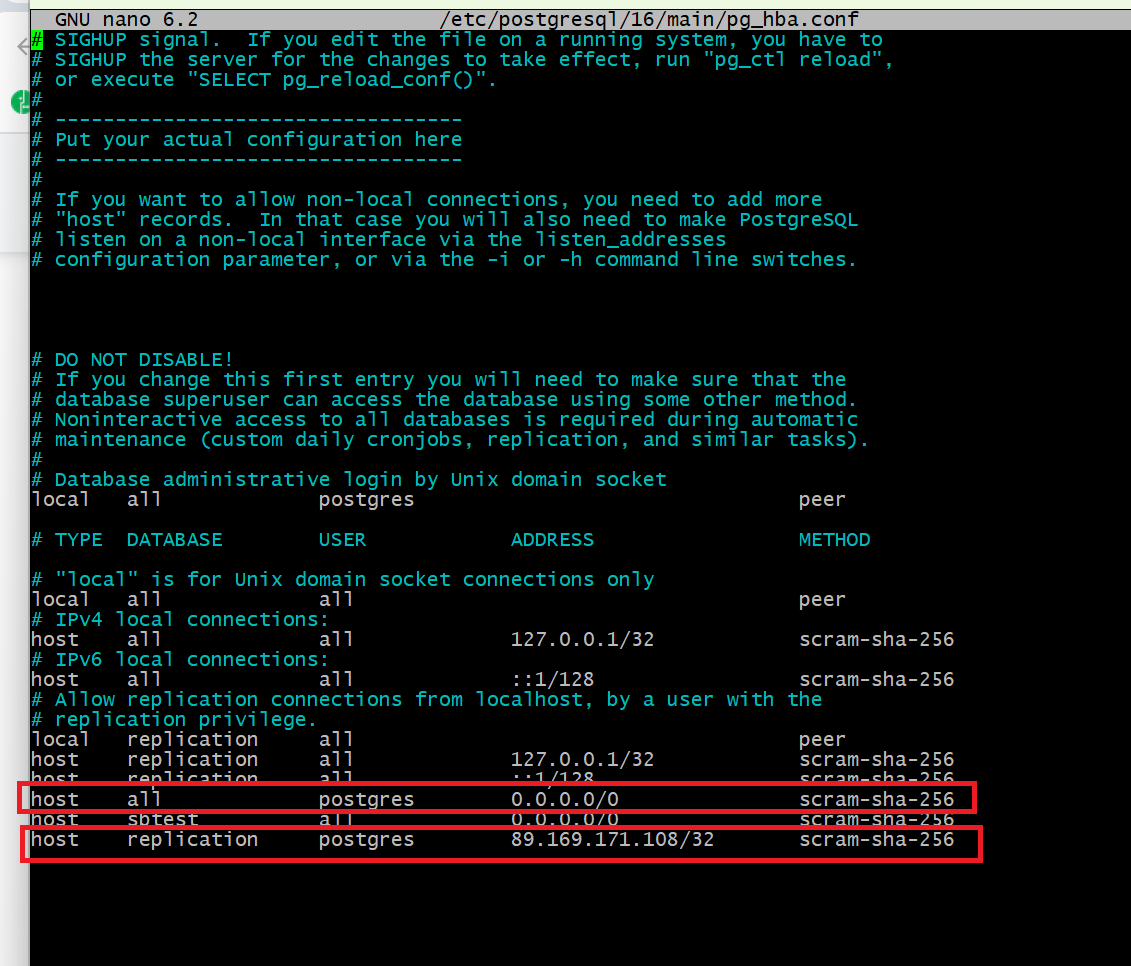 GNU nano 6.2 /etc/postgresql/16/main/pg_hba.conf
# SIGHUP signal.  If you edit the file on a running system, you have to
# SIGHUP the server for the changes to take effect, run "pg_ctl reload",
# or execute "SELECT pg_reload_conf()".
#
# ----------------------------------
# Put your actual configuration here
# ----------------------------------
#
# If you want to allow non-local connections, you need to add more
# "host" records.  In that case you will also need to make PostgreSQL
# listen on a non-local interface via the listen_addresses
# configuration parameter, or via the -i or -h command line switches.
# DO NOT DISABLE!
# If you change this first entry you will need to make sure that the
# database superuser can access the database using some other method.
# Noninteractive access to all databases is required during automatic
# maintenance (custom daily cronjobs, replication, and similar tasks).
#
# Database administrative login by Unix domain socket
local   all             postgres                                peer
# TYPE  DATABASE        USER            ADDRESS                 METHOD
# "local" is for Unix domain socket connections only
local   all             all                                     peer
# IPv4 local connections:
host    all             all             127.0.0.1/32            scram-sha-256
# IPv6 local connections:
host    all             all             ::1/128                 scram-sha-256
# Allow replication connections from localhost, by a user with the
# replication privilege.
local   replication     all                                     peer
host    replication     all             127.0.0.1/32            scram-sha-256
host    replication     all             ::1/128                 scram-sha-256
host    all             postgres        0.0.0.0/0               scram-sha-256
host    sbtest          all             0.0.0.0/0               scram-sha-256
host    replication     postgres        89.169.171.108/32       scram-sha-256